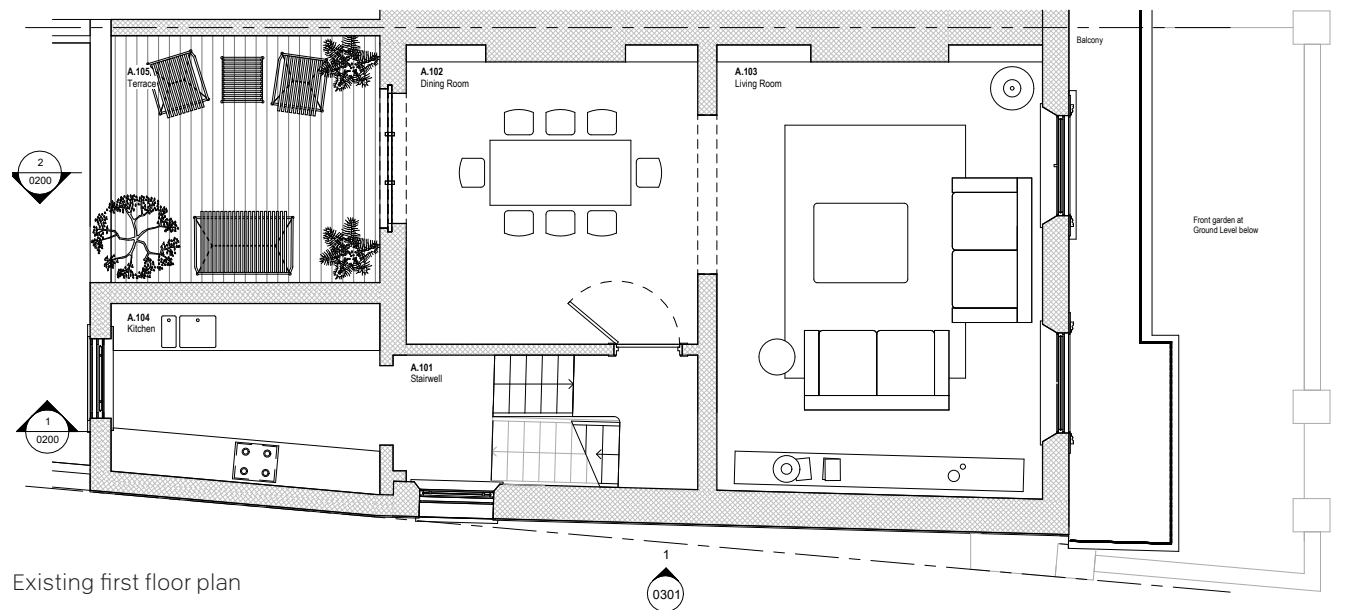 Balcony
A.105
Terrace
A.102
Dining Room
A.103
Living Room
2
0200
Front garden at
Ground Level below
A.104
Kitchen
A.101
Stairwell
1
0200
1
0301
Existing first floor plan